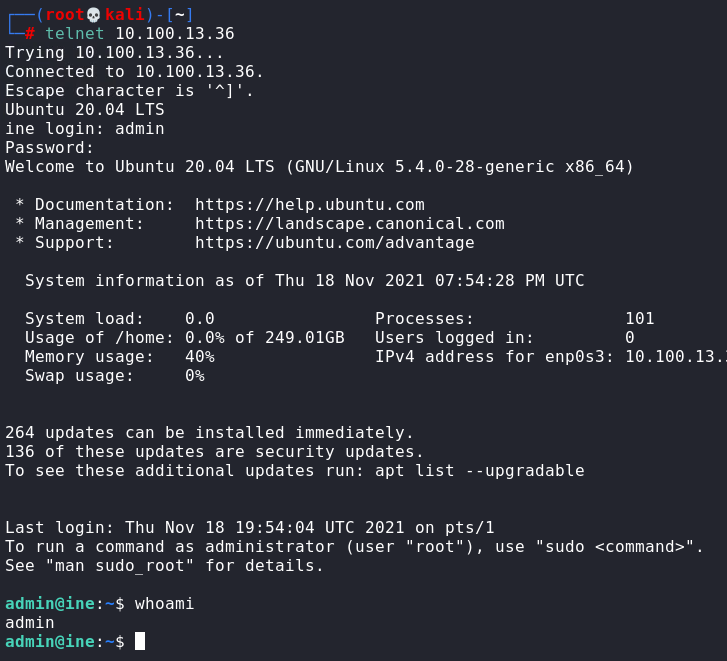 ┌──(root💀kali)-[~]
└─# telnet 10.100.13.36
Trying 10.100.13.36...
Connected to 10.100.13.36.
Escape character is '^]'.
Ubuntu 20.04 LTS
ine login: admin
Password:
Welcome to Ubuntu 20.04 LTS (GNU/Linux 5.4.0-28-generic x86_64)

 * Documentation:  https://help.ubuntu.com
 * Management:     https://landscape.canonical.com
 * Support:        https://ubuntu.com/advantage

  System information as of Thu 18 Nov 2021 07:54:28 PM UTC

  System load:    0.0                Processes:               101
  Usage of /home: 0.0% of 249.01GB   Users logged in:         0
  Memory usage:   40%                IPv4 address for enp0s3: 10.100.13.
  Swap usage:     0%


264 updates can be installed immediately.
136 of these updates are security updates.
To see these additional updates run: apt list --upgradable


Last login: Thu Nov 18 19:54:04 UTC 2021 on pts/1
To run a command as administrator (user "root"), use "sudo <command>".
See "man sudo_root" for details.

admin@ine:~$ whoami
admin
admin@ine:~$